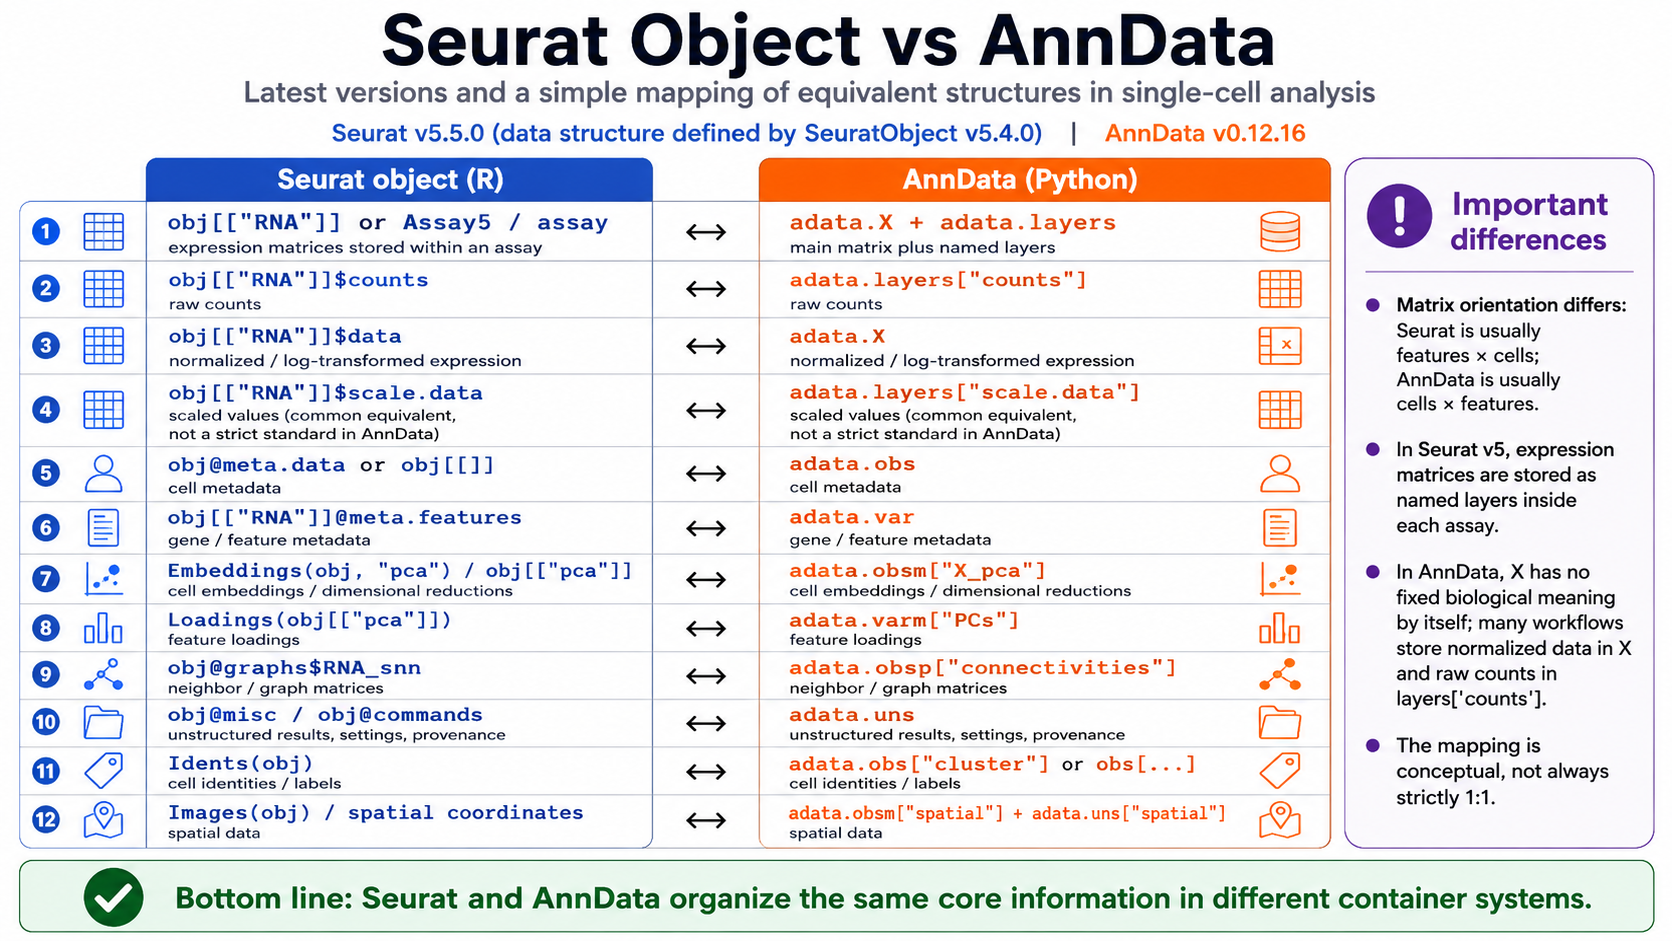 Seurat Object vs AnnData
Latest versions and a simple mapping of equivalent structures in single-cell analysis
Seurat v5.5.0 (data structure defined by SeuratObject v5.4.0) | AnnData v0.12.16
Seurat object (R)
AnnData (Python)
1
obj[["RNA"]] or Assay5 / assay
expression matrices stored within an assay
↔
adata.X + adata.layers
main matrix plus named layers
2
obj[["RNA"]]$counts
raw counts
↔
adata.layers["counts"]
raw counts
3
obj[["RNA"]]$data
normalized / log-transformed expression
↔
adata.X
normalized / log-transformed expression
x
4
obj[["RNA"]]$scale.data
scaled values (common equivalent,
not a strict standard in AnnData)
↔
adata.layers["scale.data"]
scaled values (common equivalent,
not a strict standard in AnnData)
5
obj@meta.data or obj[[]]
cell metadata
↔
adata.obs
cell metadata
6
obj[["RNA"]]@meta.features
gene / feature metadata
↔
adata.var
gene / feature metadata
7
Embeddings(obj, "pca") / obj[["pca"]]
cell embeddings / dimensional reductions
↔
adata.obsm["X_pca"]
cell embeddings / dimensional reductions
8
Loadings(obj[["pca"]])
feature loadings
↔
adata.varm["PCs"]
feature loadings
9
obj@graphs$RNA_snn
neighbor / graph matrices
↔
adata.obsp["connectivities"]
neighbor / graph matrices
10
obj@misc / obj@commands
unstructured results, settings, provenance
↔
adata.uns
unstructured results, settings, provenance
11
Idents(obj)
cell identities / labels
↔
adata.obs["cluster"] or obs[...]
cell identities / labels
12
Images(obj) / spatial coordinates
spatial data
↔
adata.obsm["spatial"] + adata.uns["spatial"]
spatial data
!
Important
differences
• Matrix orientation differs:
Seurat is usually
features × cells;
AnnData is usually
cells × features.
• In Seurat v5, expression
matrices are stored as
named layers inside
each assay.
• In AnnData, X has no
fixed biological meaning
by itself; many workflows
store normalized data in X
and raw counts in
layers['counts'].
• The mapping is
conceptual, not always
strictly 1:1.
Bottom line: Seurat and AnnData organize the same core information in different container systems.